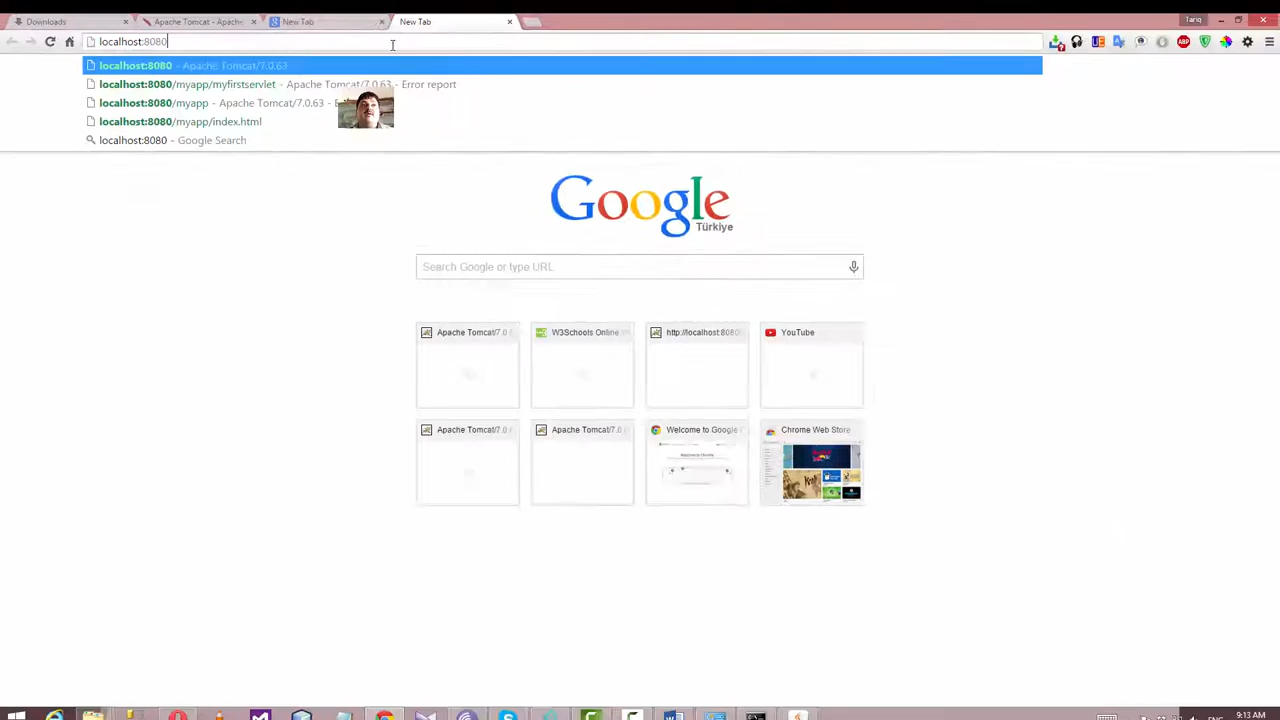 Downloads
Apache Tomcat - Apache
New Tab
New Tab
Tariq
localhost:8080
localhost:8080 - Apache Tomcat/7.0.63
localhost:8080/myapp/myfirstservlet - Apache Tomcat/7.0.63 - Error report
localhost:8080/myapp - Apache Tomcat/7.0.63 -
localhost:8080/myapp/index.html
localhost:8080 - Google Search
Google
Türkiye
Search Google or type URL
Apache Tomcat/7.0
W3Schools Online
http://localhost:8080
YouTube
Apache Tomcat/7.0
Apache Tomcat/7.0
Welcome to Google
Chrome Web Store
ENG
9:13 AM